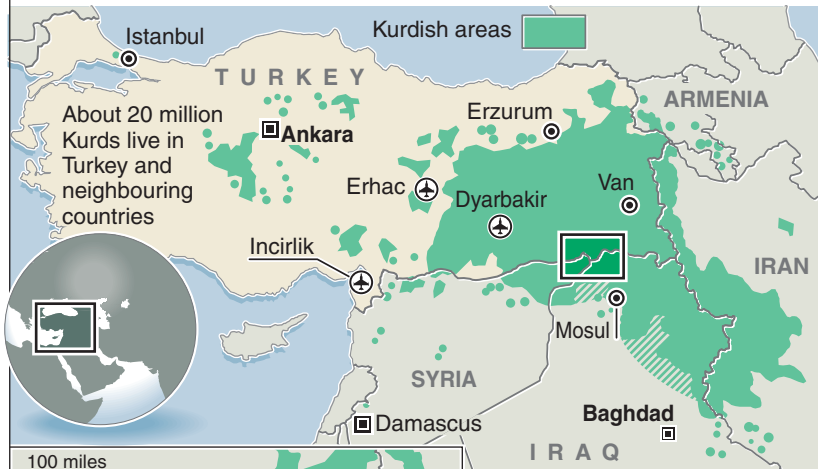 Istanbul
Kurdish areas
TURKEY
ARMENIA
About 20 million
Kurds live in
Turkey and
neighbouring
countries
Ankara
Erzurum
Erhac
Dyarbakir
Van
Incirlik
IRAN
Mosul
SYRIA
Baghdad
Damascus
IRAQ
100 miles